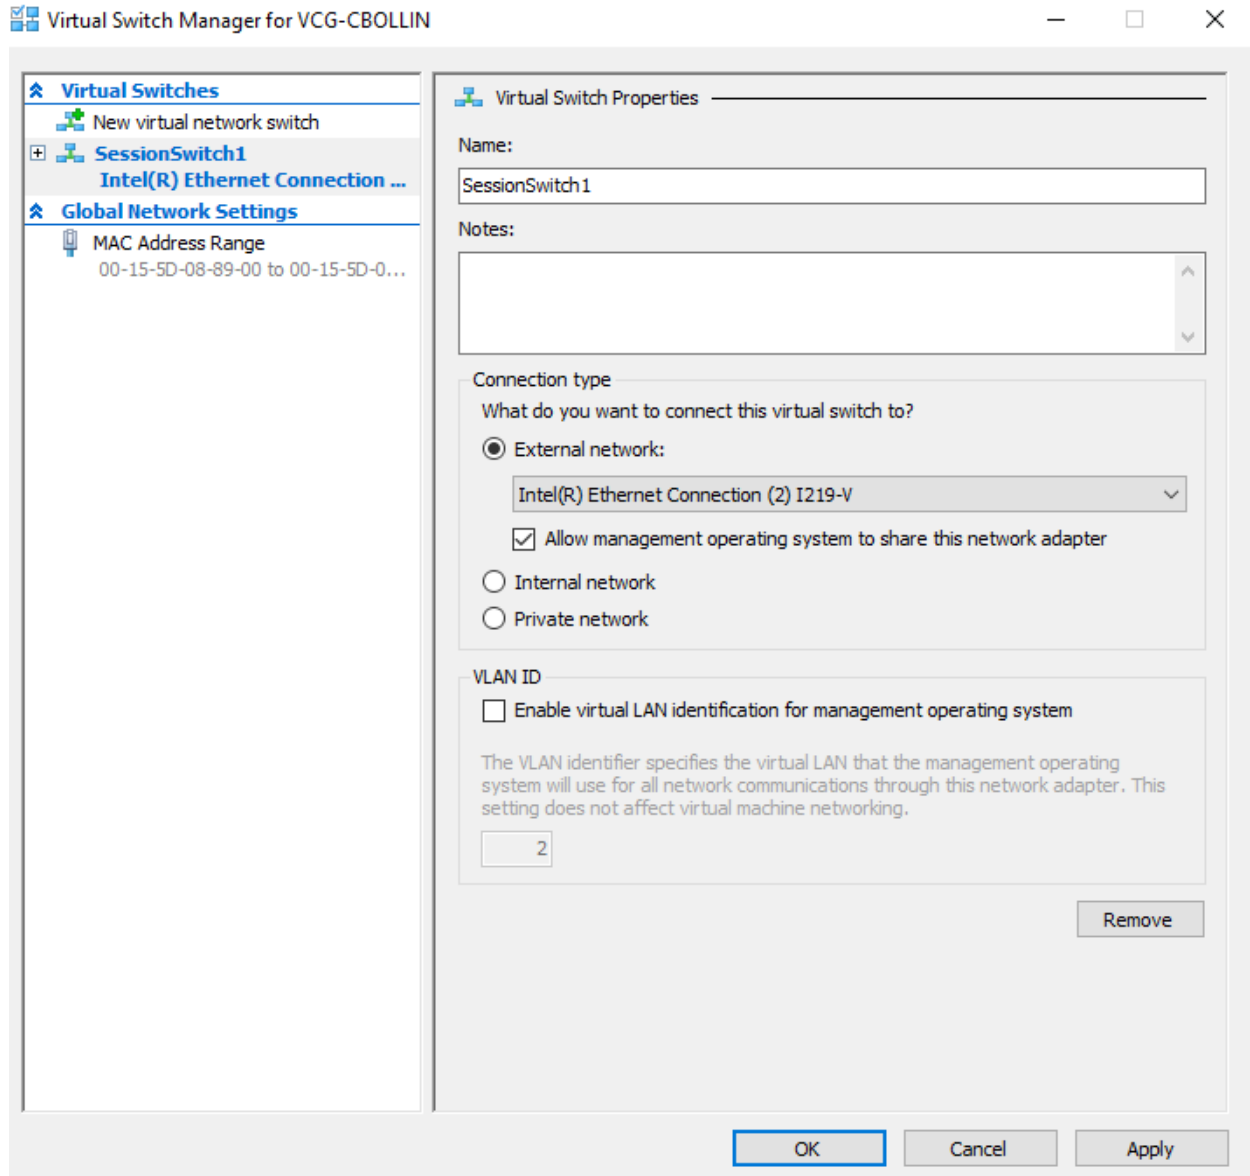 Virtual Switch Manager for VCG-CBOLLIN
Virtual Switches
New virtual network switch
SessionSwitch1
Intel(R) Ethernet Connection ...
Global Network Settings
MAC Address Range
00-15-5D-08-89-00 to 00-15-5D-0...
Virtual Switch Properties
Name:
SessionSwitch1
Notes:
Connection type
What do you want to connect this virtual switch to?
External network:
Intel(R) Ethernet Connection (2) I219-V
Allow management operating system to share this network adapter
Internal network
Private network
VLAN ID
Enable virtual LAN identification for management operating system
The VLAN identifier specifies the virtual LAN that the management operating
system will use for all network communications through this network adapter. This
setting does not affect virtual machine networking.
2
Remove
OK
Cancel
Apply